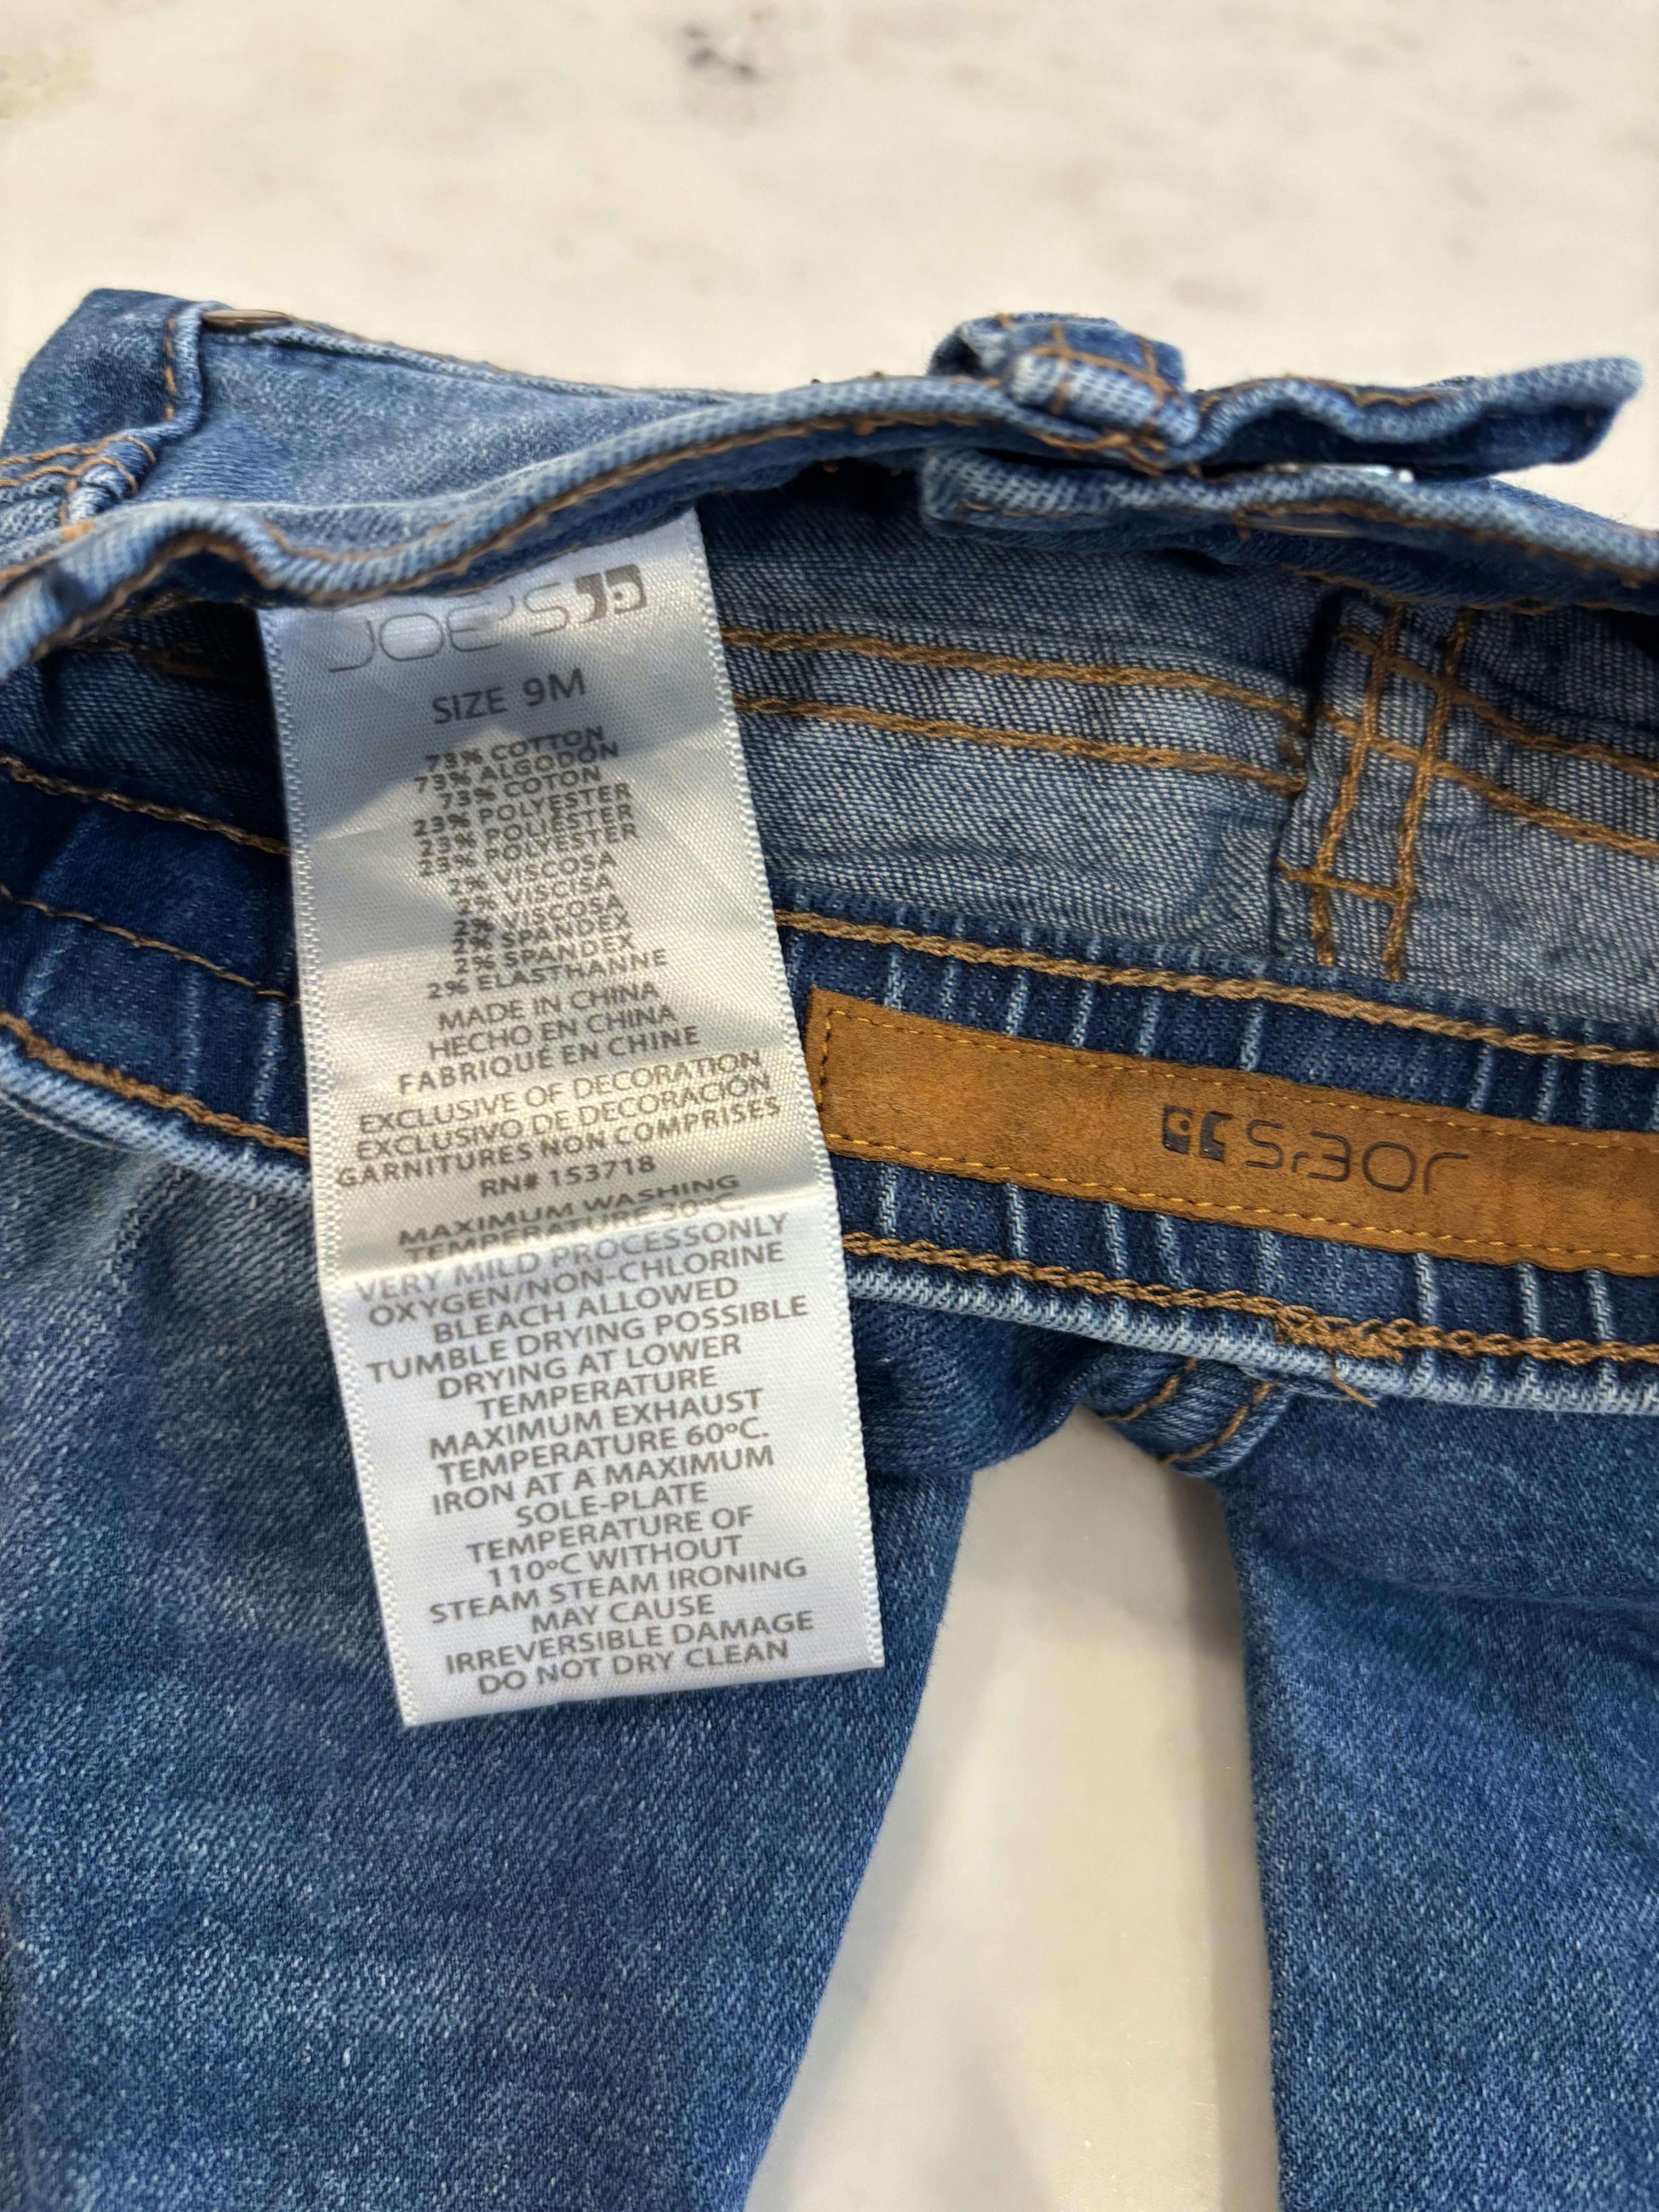 JOE'S
SIZE 9M
73% COTTON
73% ALGODÓN
73% COTON
23% POLYESTER
23% POLIÉSTER
23% POLYESTER
2% VISCOSA
2% VISCISA
2% VISCOSA
2% SPANDEX
2% SPANDEX
2% ELASTHANNE
MADE IN CHINA
HECHO EN CHINA
FABRIQUÉ EN CHINE
EXCLUSIVE OF DECORATION
EXCLUSIVO DE DECORACIÓN
GARNITURES NON COMPRISES
RN# 153718
MAXIMUM WASHING
TEMPERATURE 30ºC.
VERY MILD PROCESSONLY
OXYGEN/NON-CHLORINE
BLEACH ALLOWED
TUMBLE DRYING POSSIBLE
DRYING AT LOWER
TEMPERATURE
MAXIMUM EXHAUST
TEMPERATURE 60ºC.
IRON AT A MAXIMUM
SOLE-PLATE
TEMPERATURE OF
110ºC WITHOUT
STEAM STEAM IRONING
MAY CAUSE
IRREVERSIBLE DAMAGE
DO NOT DRY CLEAN
JOE'S